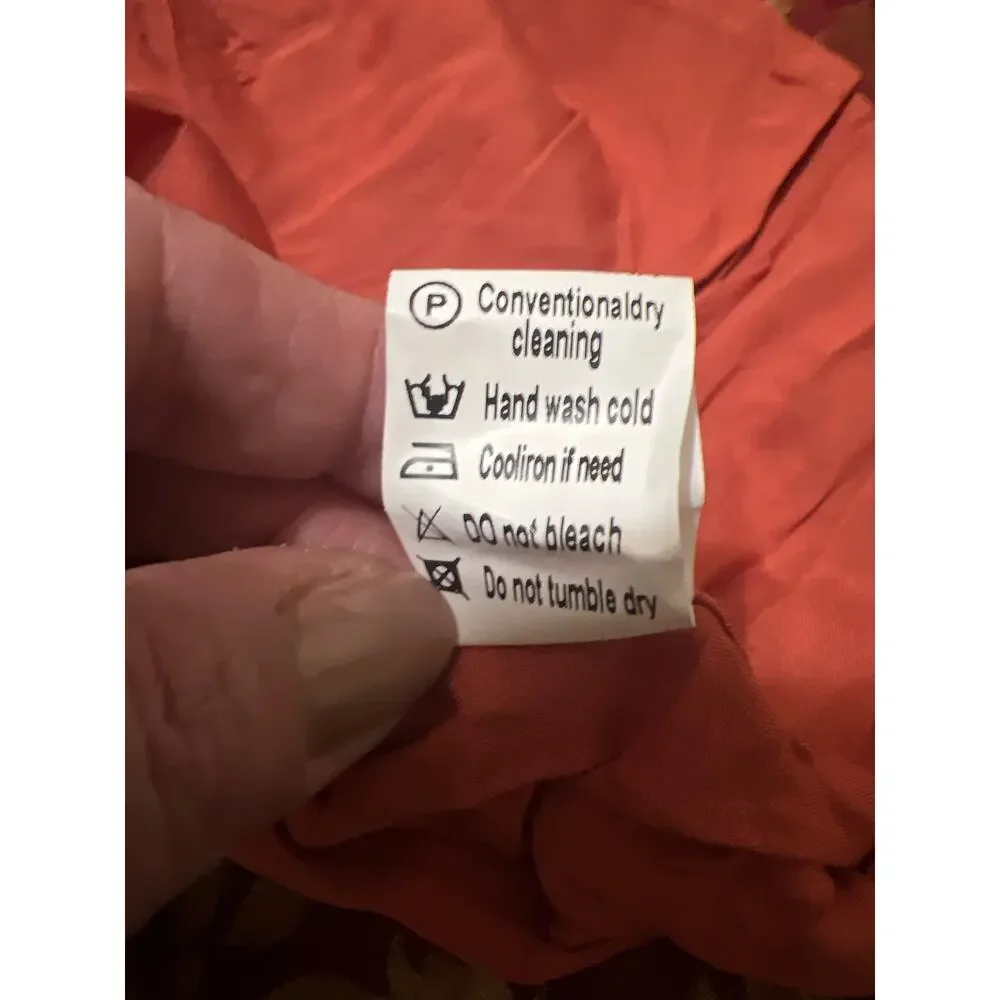 P Conventionaldry
cleaning
Hand wash cold
Cooliron if need
DO not bleach
Do not tumble dry